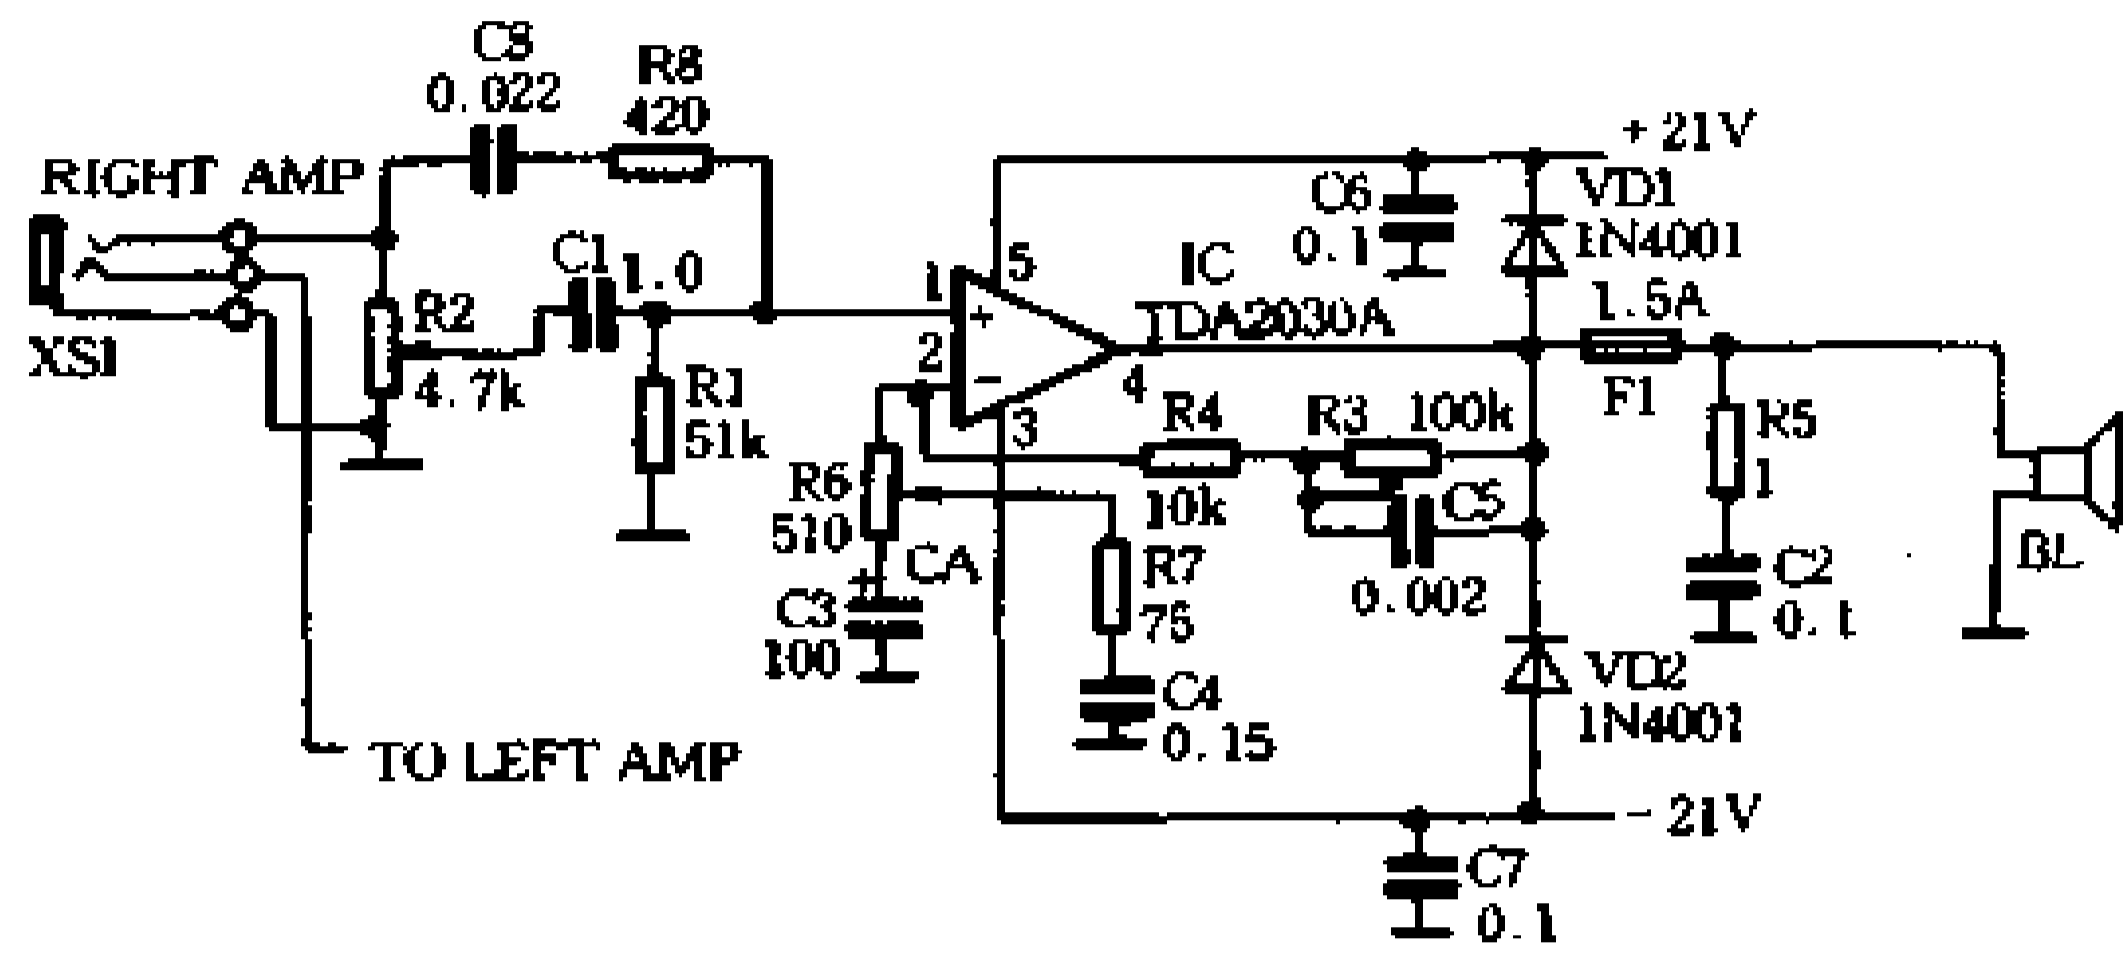 C8
0.022
R8
420
RIGHT AMP
XS1
R2
4.7k
C1
1.0
R1
51k
TO LEFT AMP
1
2
+
-
5
3
4
IC
TDA2030A
C6
0.1
+21V
VD1
1N4001
1.5A
F1
R4
10k
R3
100k
C5
0.002
R6
510
CA
+
C3
100
R7
75
C4
0.15
R5
1
C2
0.1
BL
VD2
1N4001
-21V
C7
0.1